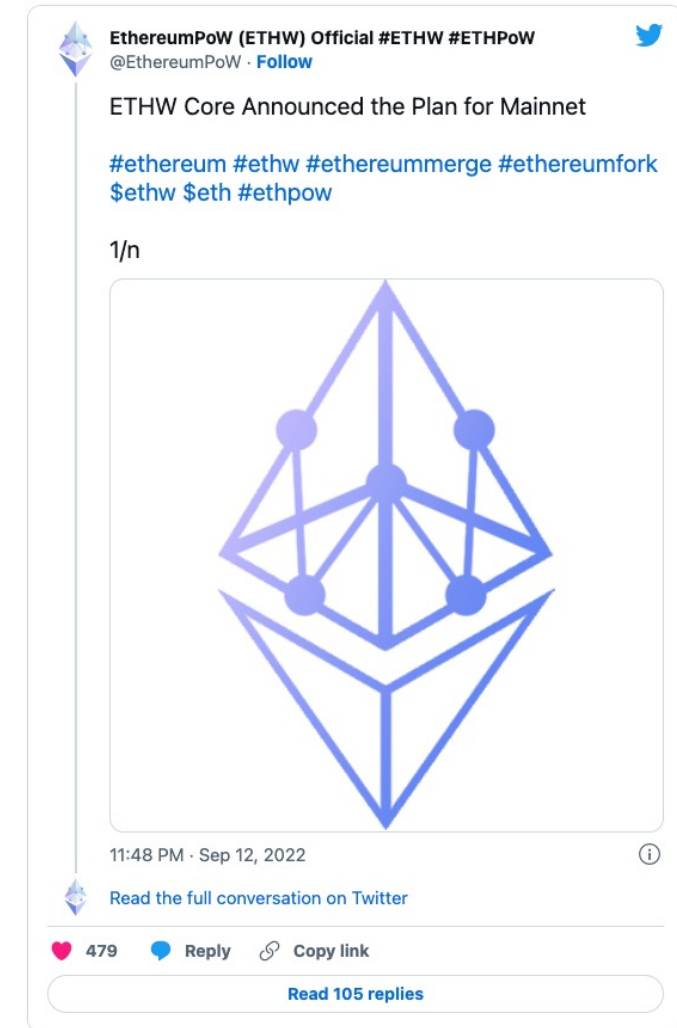 EthereumPoW (ETHW) Official #ETHW #ETHPoW
@EthereumPoW · Follow
ETHW Core Announced the Plan for Mainnet
#ethereum #ethw #ethereummerge #ethereumfork
$ethw $eth #ethpow
1/n
11:48 PM · Sep 12, 2022
Read the full conversation on Twitter
479 Reply Copy link
Read 105 replies